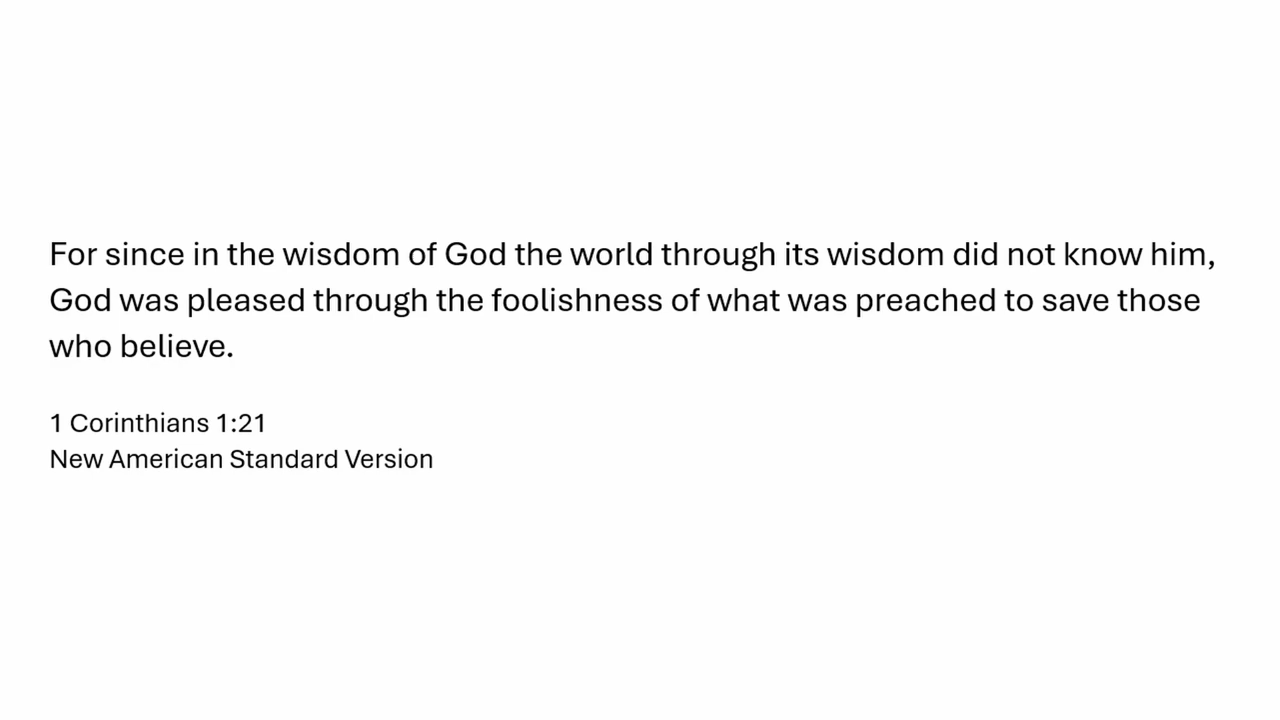 For since in the wisdom of God the world through its wisdom did not know him,
God was pleased through the foolishness of what was preached to save those
who believe.
1 Corinthians 1:21
New American Standard Version